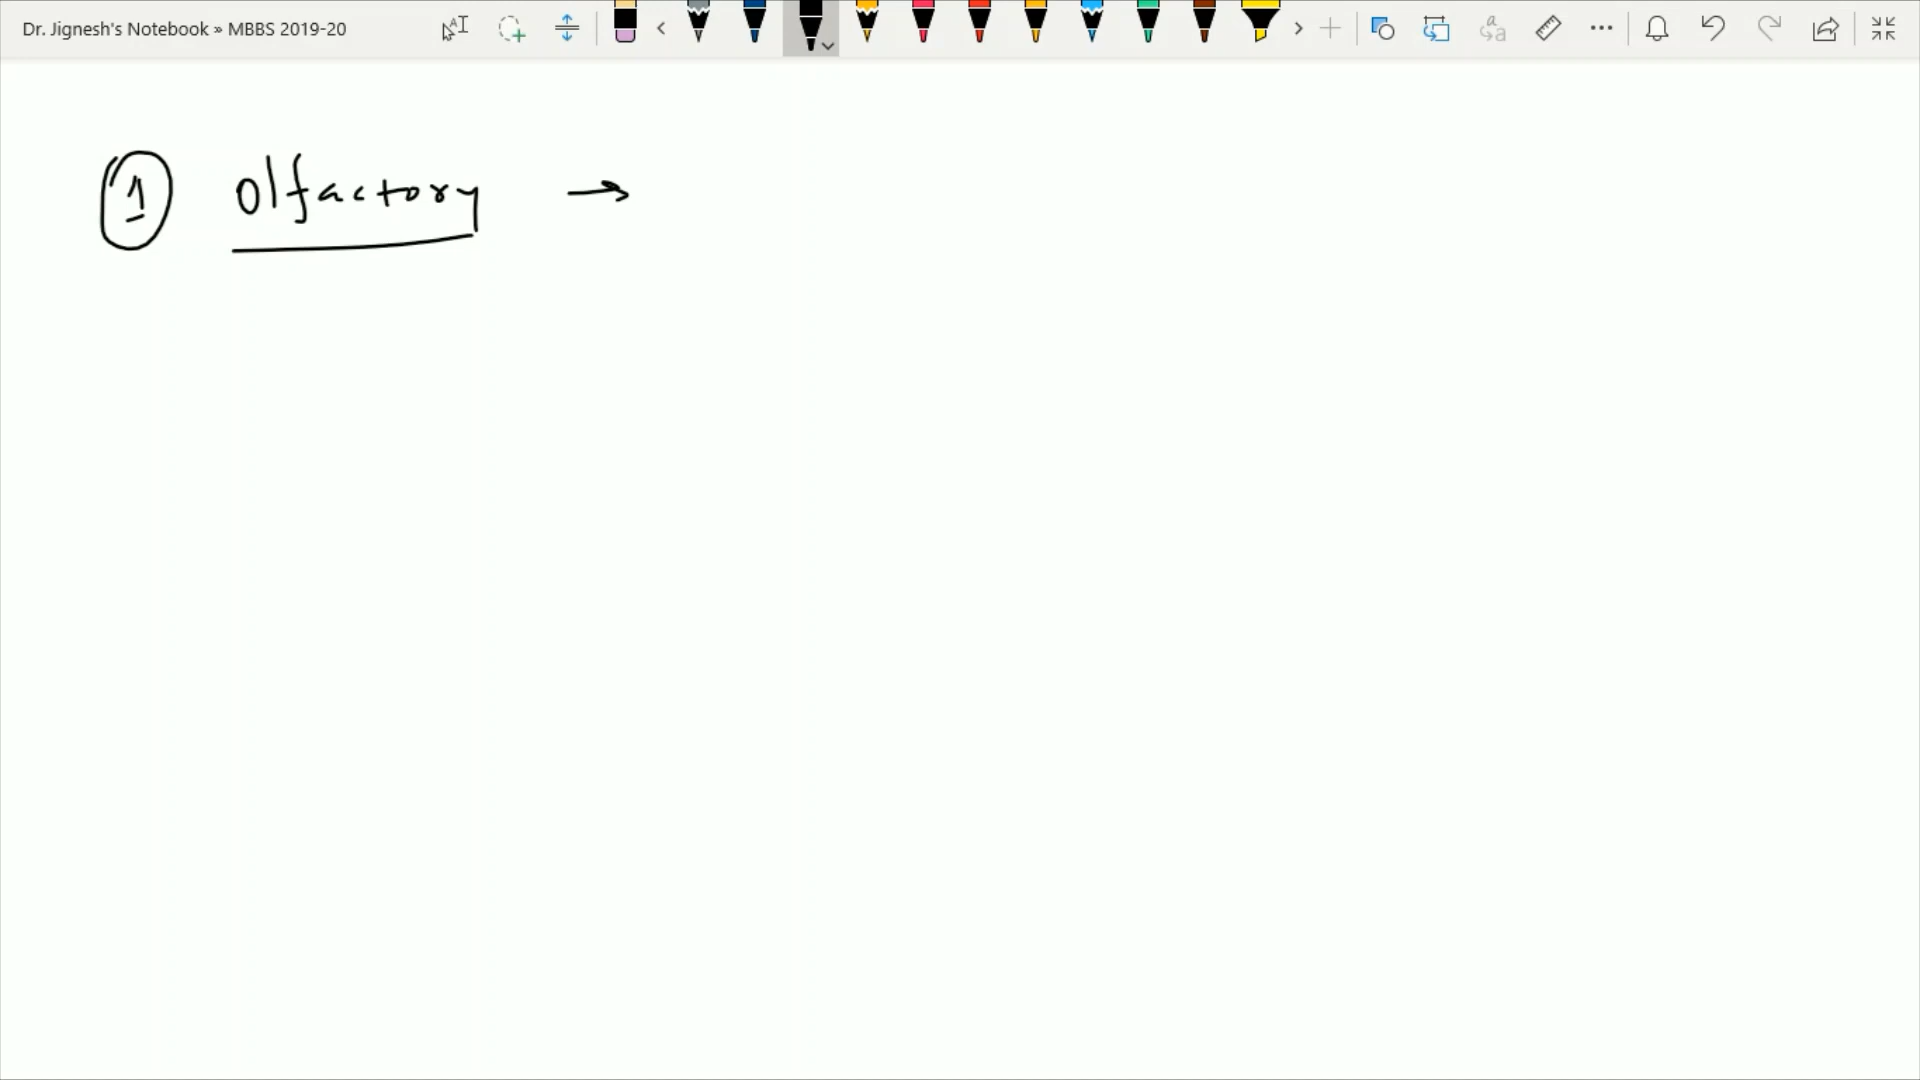 Dr. Jignesh's Notebook » MBBS 2019-20
1 Olfactory →